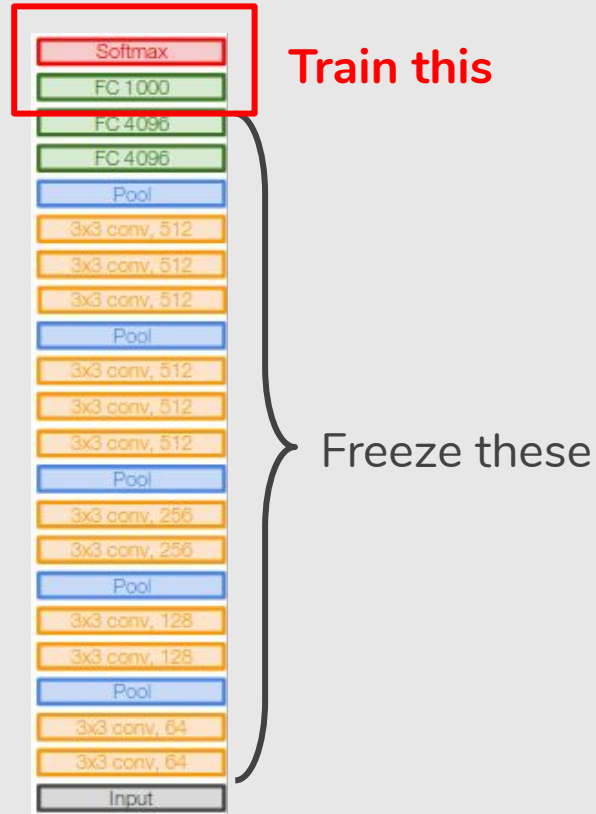 Softmax
Train this
FC 1000
FC 4096
FC 4096
Pool
3x3 conv, 512
3x3 conv, 512
3x3 conv, 512
Pool
3x3 conv, 512
3x3 conv, 512
3x3 conv, 512
Freeze these
Pool
3x3 conv, 256
3x3 conv, 256
Pool
3x3 conv, 128
3x3 conv, 128
Pool
3x3 conv, 64
3x3 conv, 64
Input